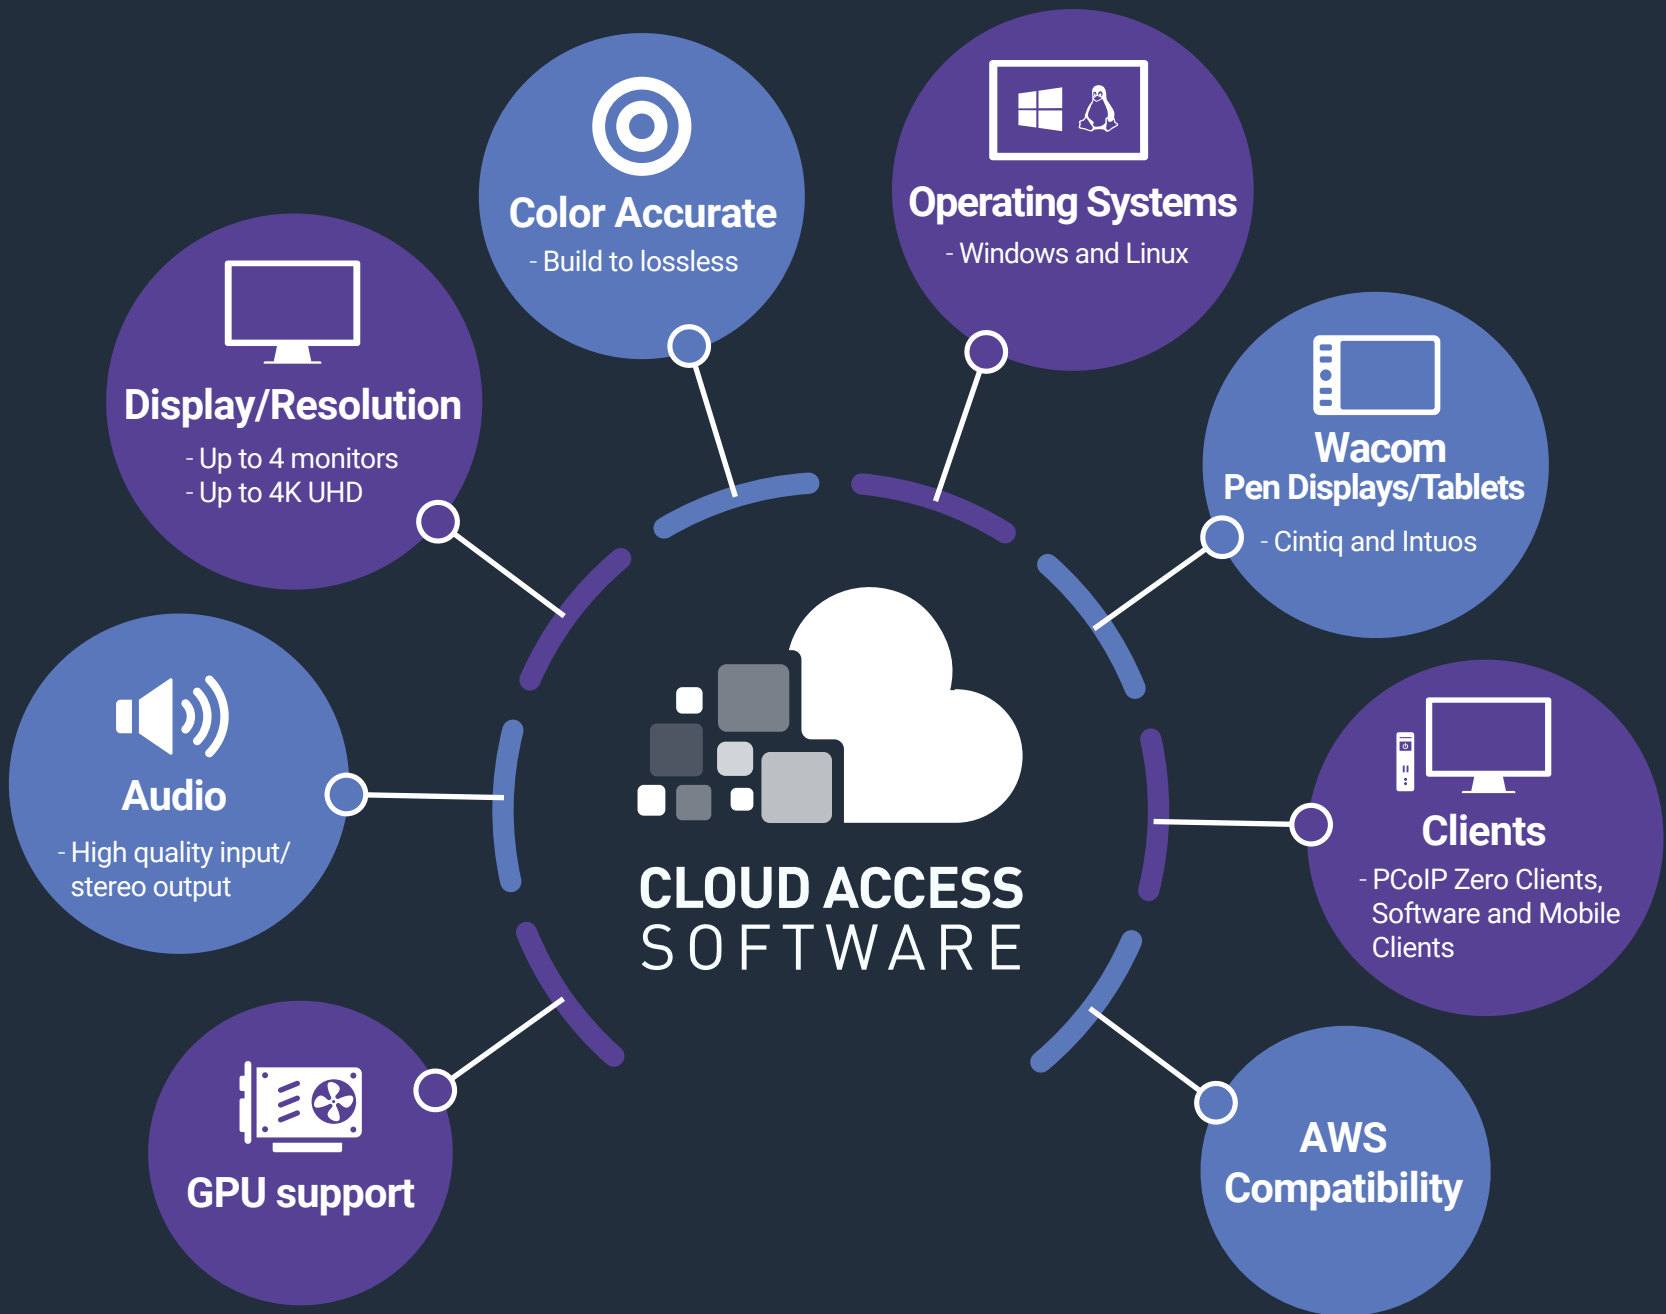 Color Accurate
- Build to lossless
Operating Systems
- Windows and Linux
Display/Resolution
- Up to 4 monitors
- Up to 4K UHD
Wacom
Pen Displays/Tablets
- Cintiq and Intuos
Audio
- High quality input/
stereo output
Clients
- PCoIP Zero Clients,
Software and Mobile
Clients
CLOUD ACCESS
SOFTWARE
GPU support
AWS
Compatibility